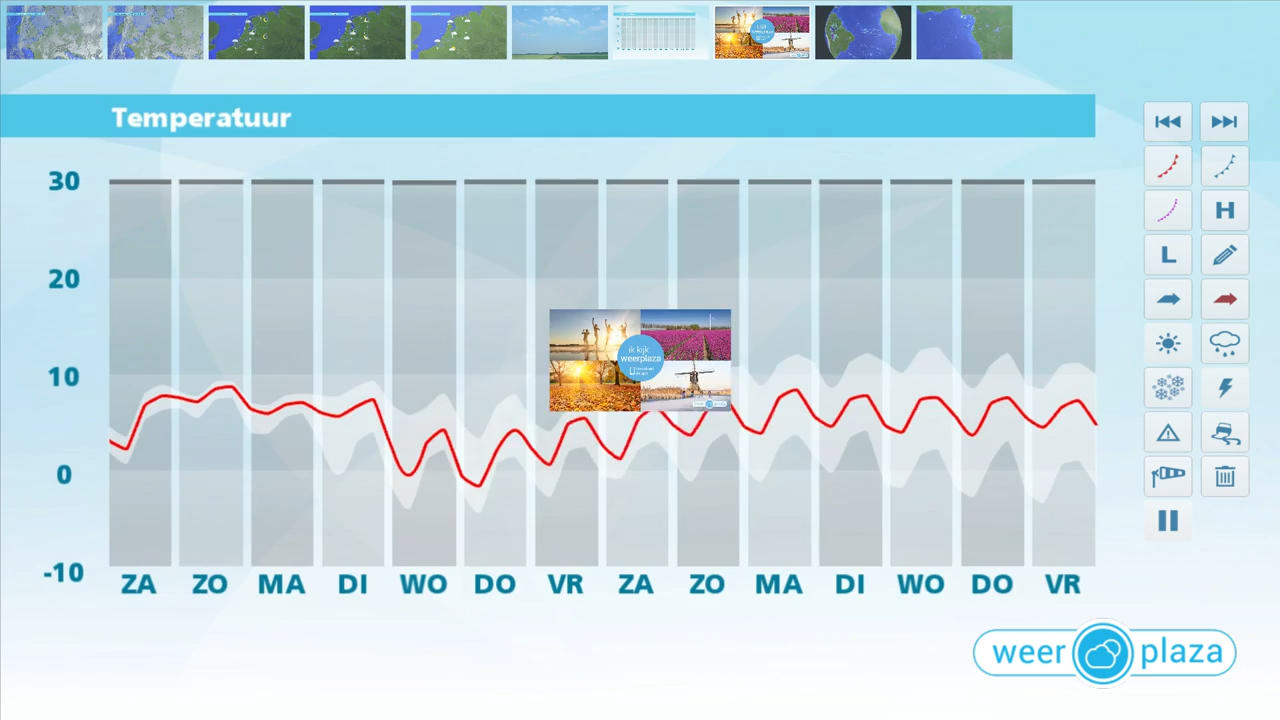 Temperatuur
30
20
10
0
-10
ZA ZO MA DI WO DO VR ZA ZO MA DI WO DO VR
ik kijk
weerplaza
H
L
weer plaza